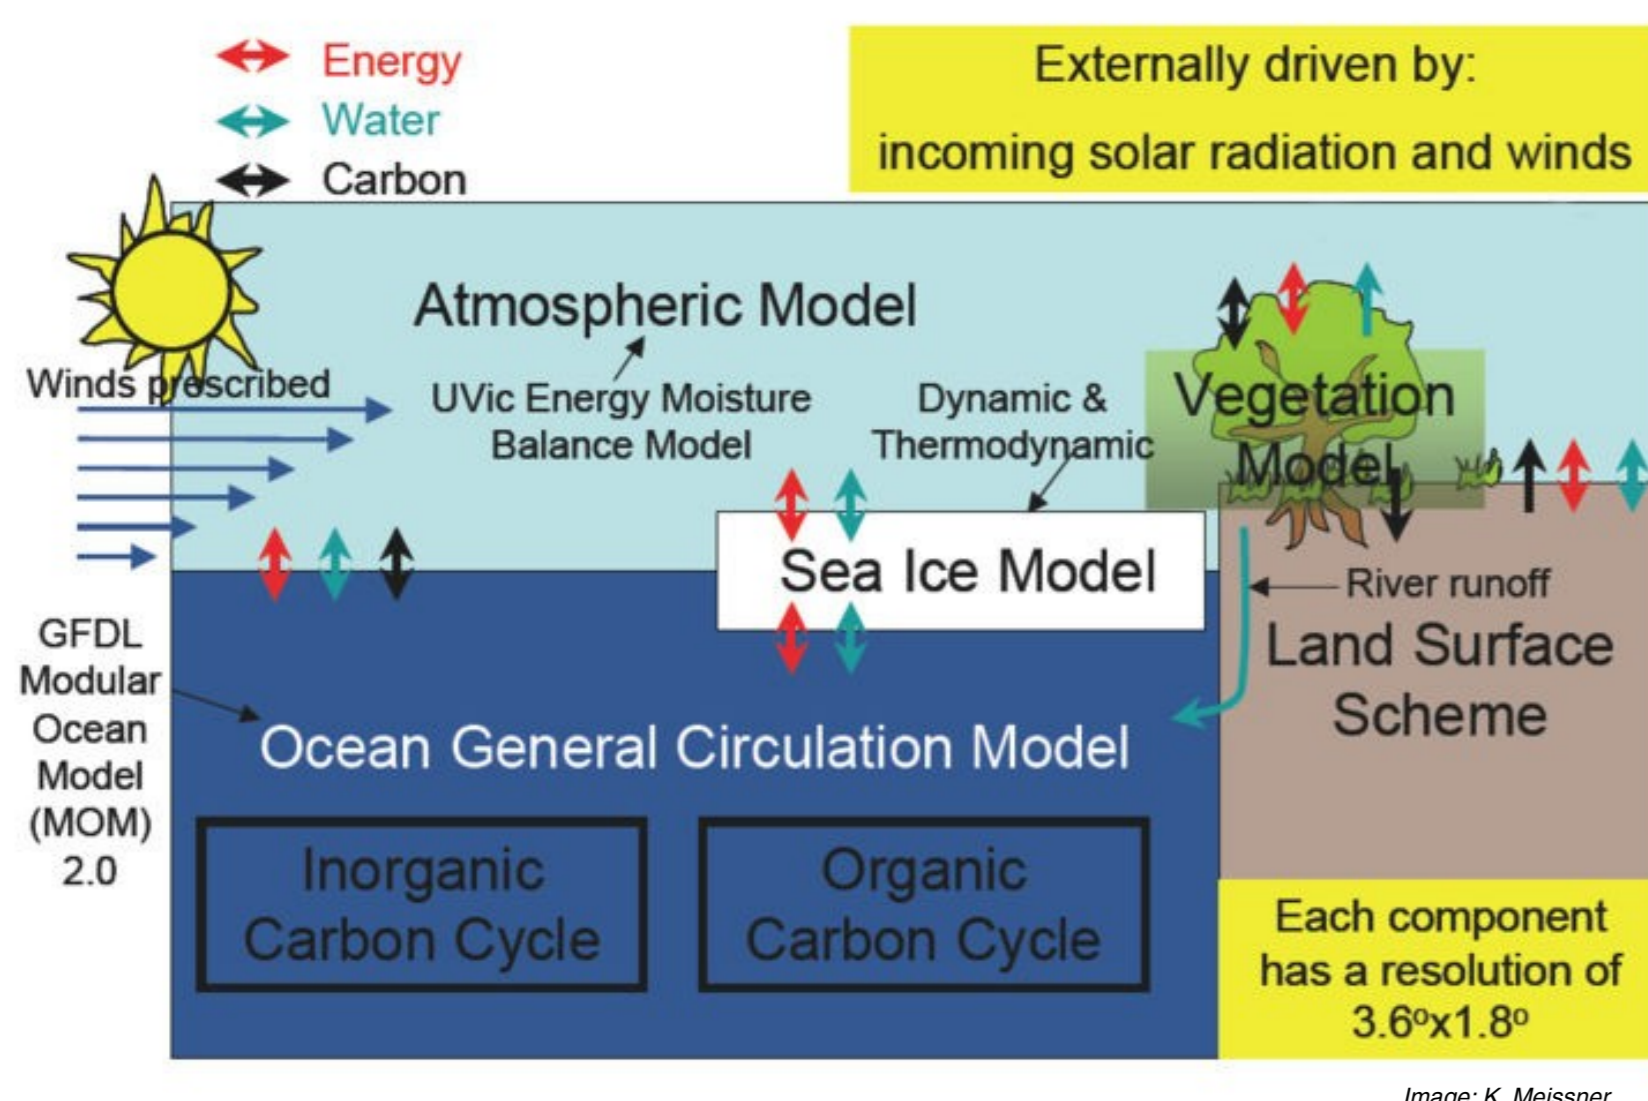 Energy
Water
Carbon
Externally driven by:
incoming solar radiation and winds
Atmospheric Model
Winds prescribed
UVic Energy Moisture
Balance Model
Dynamic &
Thermodynamic
Vegetation
Model
Sea Ice Model
River runoff
Land Surface
Scheme
GFDL
Modular
Ocean
Model
(MOM)
2.0
Ocean General Circulation Model
Inorganic
Carbon Cycle
Organic
Carbon Cycle
Each component
has a resolution of
3.6ºx1.8º
Image: K. Meissner